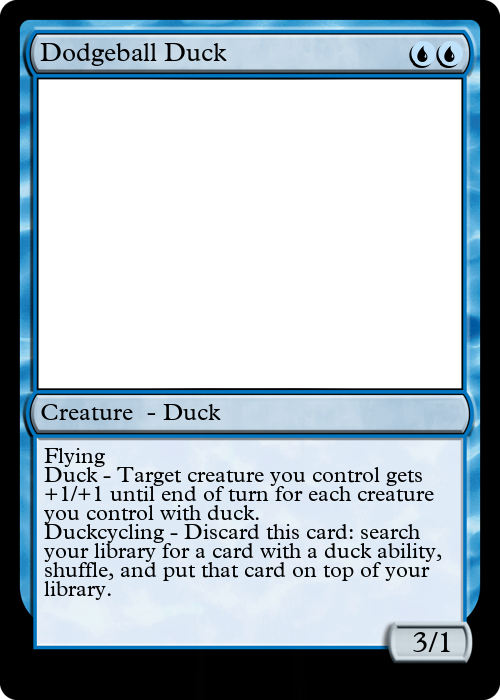 Dodgeball Duck
Creature - Duck
Flying
Duck - Target creature you control gets
+1/+1 until end of turn for each creature
you control with duck.
Duckcycling - Discard this card: search
your library for a card with a duck ability,
shuffle, and put that card on top of your
library.
3/1